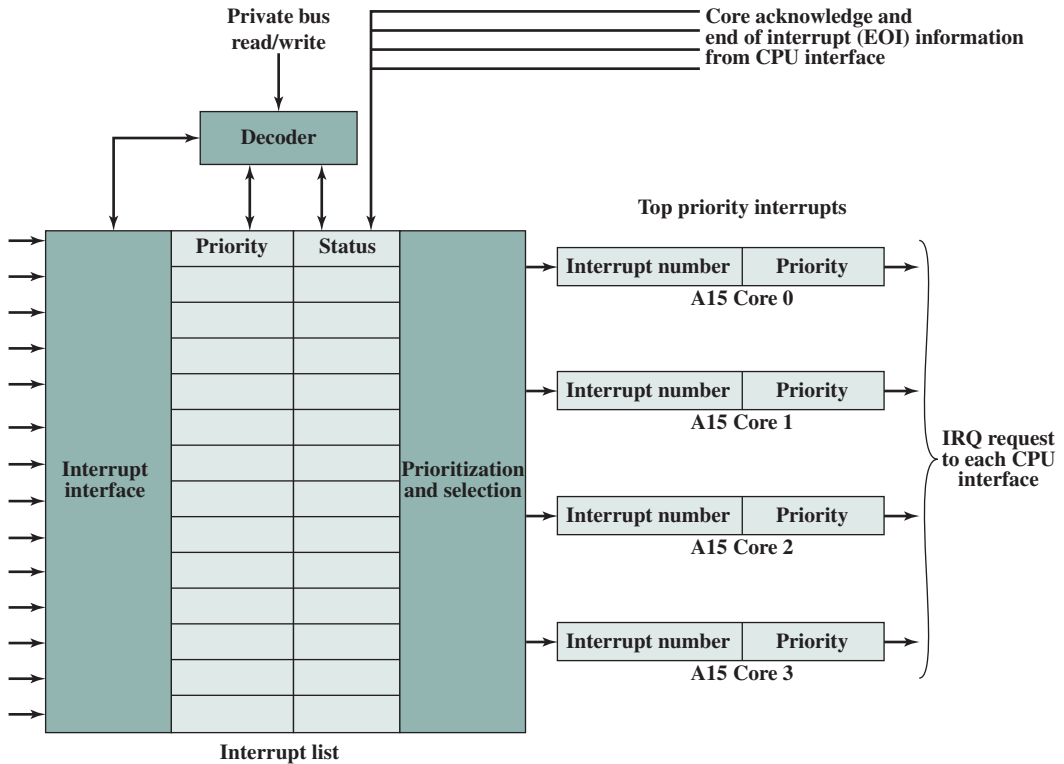 Private bus
read/write
Core acknowledge and
end of interrupt (EOI) information
from CPU interface
Decoder
Top priority interrupts
Priority
Status
Interrupt number
Priority
A15 Core 0
Interrupt number
Priority
A15 Core 1
Interrupt
interface
Prioritization
and selection
IRQ request
to each CPU
interface
Interrupt number
Priority
A15 Core 2
Interrupt number
Priority
A15 Core 3
Interrupt list